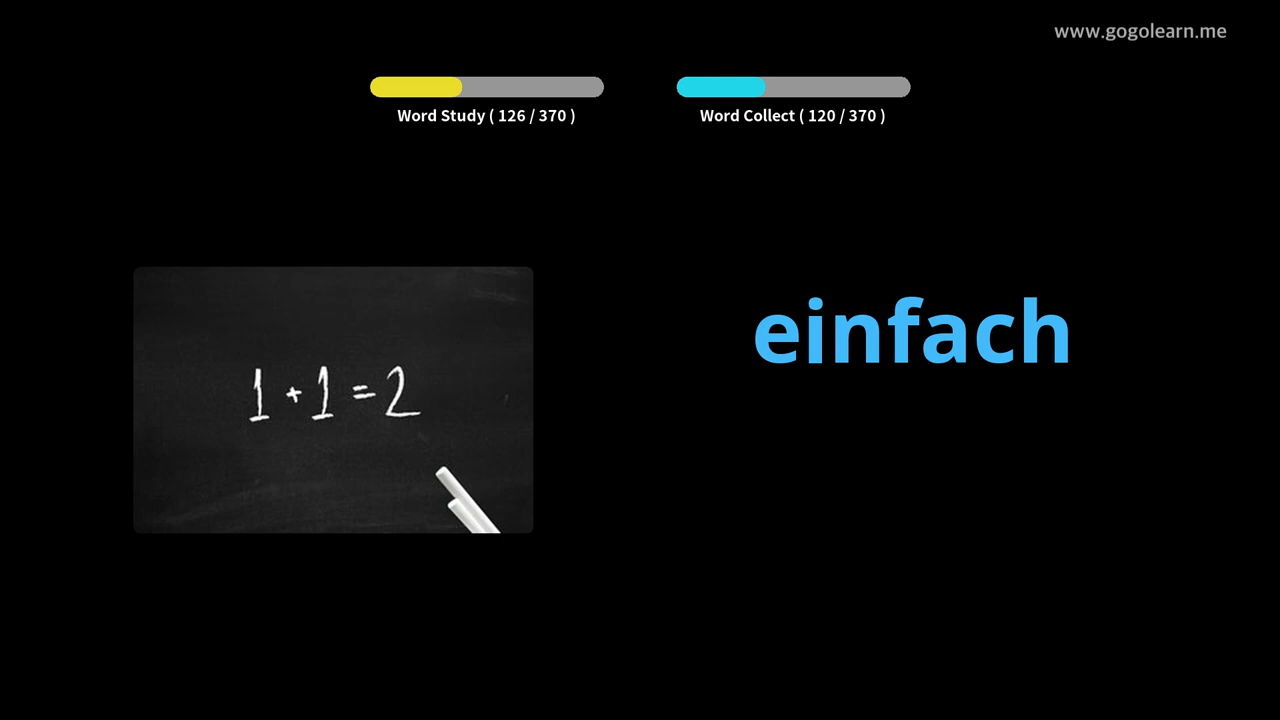 www.gogolearn.me
Word Study ( 126 / 370 )
Word Collect ( 120 / 370 )
1 + 1 = 2
einfach